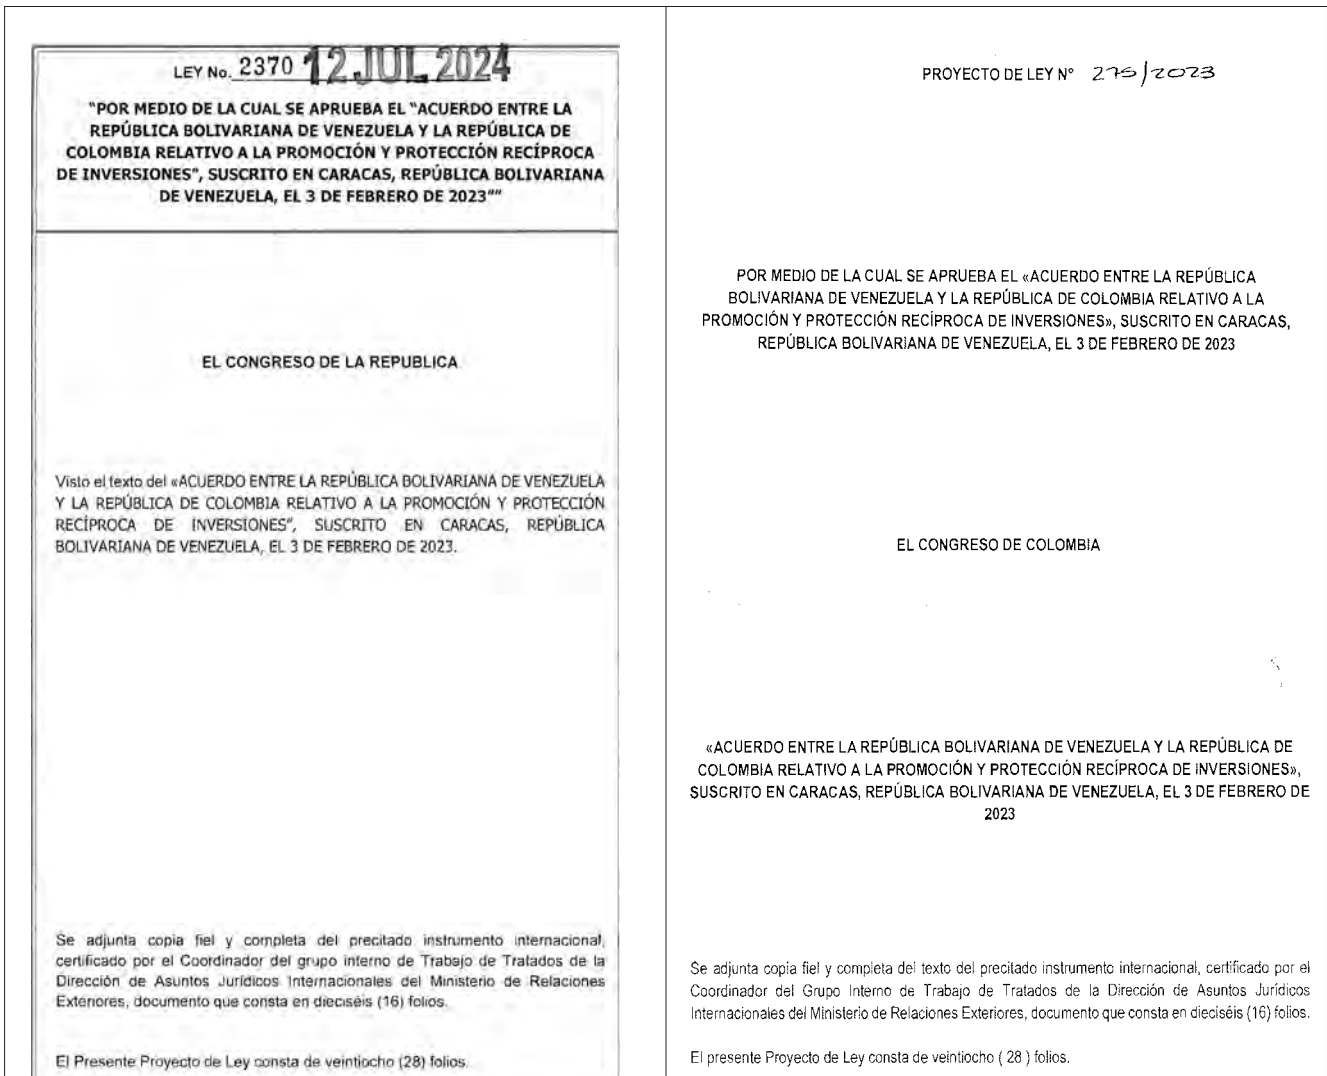 LEY No. 2370 12 JUL 2024
"POR MEDIO DE LA CUAL SE APRUEBA EL "ACUERDO ENTRE LA
REPÚBLICA BOLIVARIANA DE VENEZUELA Y LA REPÚBLICA DE
COLOMBIA RELATIVO A LA PROMOCIÓN Y PROTECCIÓN RECÍPROCA
DE INVERSIONES", SUSCRITO EN CARACAS, REPÚBLICA BOLIVARIANA
DE VENEZUELA, EL 3 DE FEBRERO DE 2023""
EL CONGRESO DE LA REPUBLICA
Visto el texto del «ACUERDO ENTRE LA REPÚBLICA BOLIVARIANA DE VENEZUELA
Y LA REPÚBLICA DE COLOMBIA RELATIVO A LA PROMOCIÓN Y PROTECCIÓN
RECÍPROCA DE INVERSIONES", SUSCRITO EN CARACAS, REPÚBLICA
BOLIVARIANA DE VENEZUELA, EL 3 DE FEBRERO DE 2023.
Se adjunta copia fiel y completa del precitado instrumento internacional,
certificado por el Coordinador del grupo interno de Trabajo de Tratados de la
Dirección de Asuntos Jurídicos Internacionales del Ministerio de Relaciones
Exteriores, documento que consta en dieciséis (16) folios.
El Presente Proyecto de Ley consta de veintiocho (28) folios.
PROYECTO DE LEY N° 275/2023
POR MEDIO DE LA CUAL SE APRUEBA EL «ACUERDO ENTRE LA REPÚBLICA
BOLIVARIANA DE VENEZUELA Y LA REPÚBLICA DE COLOMBIA RELATIVO A LA
PROMOCIÓN Y PROTECCIÓN RECÍPROCA DE INVERSIONES», SUSCRITO EN CARACAS,
REPÚBLICA BOLIVARIANA DE VENEZUELA, EL 3 DE FEBRERO DE 2023
EL CONGRESO DE COLOMBIA
«ACUERDO ENTRE LA REPÚBLICA BOLIVARIANA DE VENEZUELA Y LA REPÚBLICA DE
COLOMBIA RELATIVO A LA PROMOCIÓN Y PROTECCIÓN RECÍPROCA DE INVERSIONES»,
SUSCRITO EN CARACAS, REPÚBLICA BOLIVARIANA DE VENEZUELA, EL 3 DE FEBRERO DE
2023
Se adjunta copia fiel y completa del texto del precitado instrumento internacional, certificado por el
Coordinador del Grupo Interno de Trabajo de Tratados de la Dirección de Asuntos Jurídicos
Internacionales del Ministerio de Relaciones Exteriores, documento que consta en dieciséis (16) folios.
El presente Proyecto de Ley consta de veintiocho ( 28 ) folios.